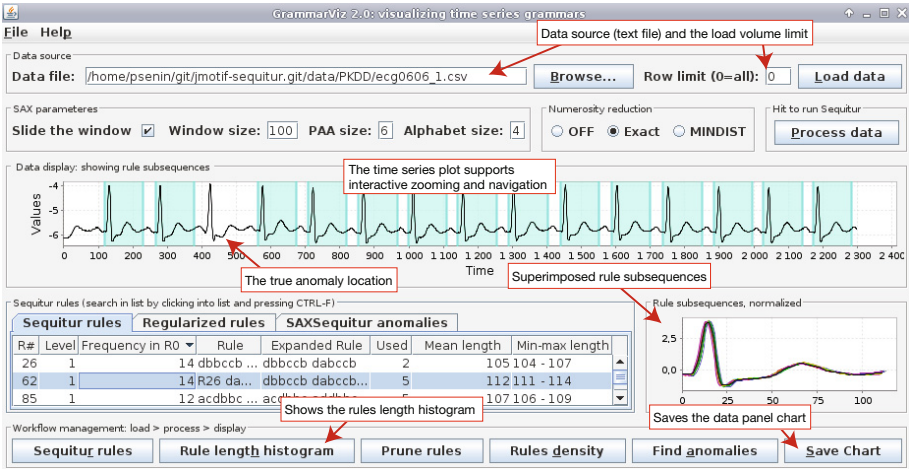 GrammarViz 2.0: visualizing time series grammars
File Help
Data source (text file) and the load volume limit
Data source
Data file: /home/psenin/git/jmotif-sequitur.git/data/PKDD/ecg0606_1.csv Browse... Row limit (0=all): 0 Load data
SAX parameteres
Slide the window Window size: 100 PAA size: 6 Alphabet size: 4
Numerosity reduction
OFF Exact MINDIST
Hit to run Sequitur
Process data
Data display: showing rule subsequences
The time series plot supports
interactive zooming and navigation
Values
-4
-5
-6
0 100 200 300 400 500 600 700 800 900 1 000 1 100 1 200 1 300 1 400 1 500 1 600 1 700 1 800 1 900 2 000 2 100 2 200 2 300 2 400
Time
The true anomaly location
Superimposed rule subsequences
Sequitur rules (search in list by clicking into list and pressing CTRL-F)
Sequitur rules Regularized rules SAXSequitur anomalies
R# Level Frequency in R0 Rule Expanded Rule Used Mean length Min-max length
26 1 14 dbbccb ... dbbccb dabccb 2 105 104 - 107
62 1 14 R26 da... dbbccb dabccb... 5 112 111 - 114
85 1 12 acdbbc ... 107 106 - 109
Rule subsequences, normalized
2,5
0,0
0 25 50 75 100
Shows the rules length histogram
Saves the data panel chart
Workflow management: load > process > display
Sequitur rules Rule length histogram Prune rules Rules density Find anomalies Save Chart